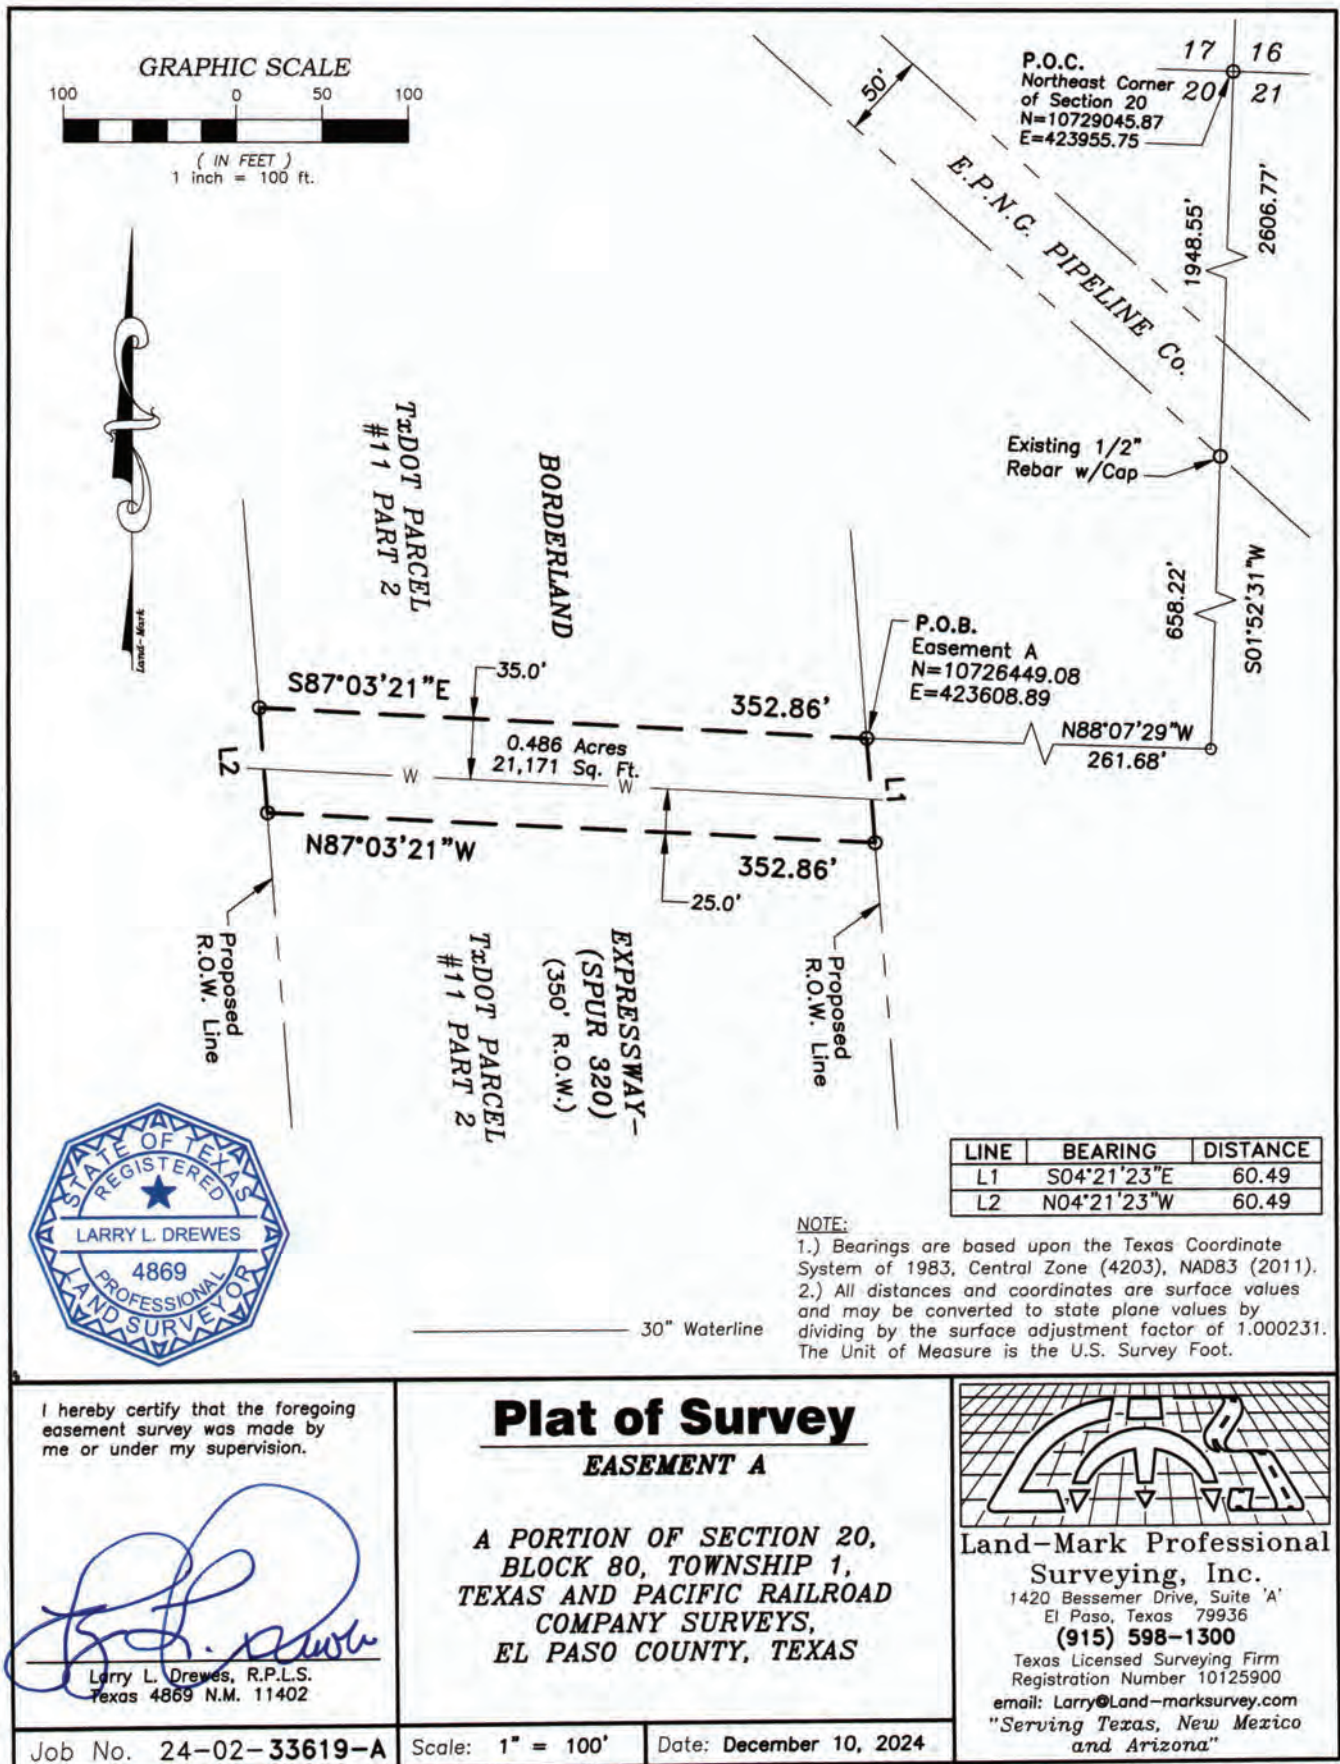 GRAPHIC SCALE
100 0 50 100
( IN FEET )
1 inch = 100 ft.
P.O.C.
Northeast Corner
of Section 20
N=10729045.87
E=423955.75
17 16
20 21
50'
E.P.N.G. PIPELINE Co.
1948.55'
2606.77'
Existing 1/2"
Rebar w/Cap
658.22'
S01°52'31"W
Land-Mark
TxDOT PARCEL
#11 PART 2
BORDERLAND
P.O.B.
Easement A
N=10726449.08
E=423608.89
N88°07'29"W
261.68'
35.0'
S87°03'21"E
352.86'
0.486 Acres
21,171 Sq. Ft.
L2
W
W
L1
N87°03'21"W
352.86'
25.0'
Proposed
R.O.W. Line
TxDOT PARCEL
#11 PART 2
EXPRESSWAY-
(SPUR 320)
(350' R.O.W.)
Proposed
R.O.W. Line
STATE OF TEXAS
REGISTERED
LARRY L. DREWES
4869
PROFESSIONAL
LAND SURVEYOR
LINE BEARING DISTANCE
L1 S04°21'23"E 60.49
L2 N04°21'23"W 60.49
NOTE:
1.) Bearings are based upon the Texas Coordinate
System of 1983, Central Zone (4203), NAD83 (2011).
2.) All distances and coordinates are surface values
and may be converted to state plane values by
dividing by the surface adjustment factor of 1.000231.
The Unit of Measure is the U.S. Survey Foot.
30" Waterline
I hereby certify that the foregoing
easement survey was made by
me or under my supervision.
Larry L. Drewes, R.P.L.S.
Texas 4869 N.M. 11402
Job No. 24-02-33619-A
Plat of Survey
EASEMENT A
A PORTION OF SECTION 20,
BLOCK 80, TOWNSHIP 1,
TEXAS AND PACIFIC RAILROAD
COMPANY SURVEYS,
EL PASO COUNTY, TEXAS
Scale: 1" = 100'
Date: December 10, 2024
Land-Mark Professional
Surveying, Inc.
1420 Bessemer Drive, Suite 'A'
El Paso, Texas 79936
(915) 598-1300
Texas Licensed Surveying Firm
Registration Number 10125900
email: Larry@Land-marksurvey.com
"Serving Texas, New Mexico
and Arizona"